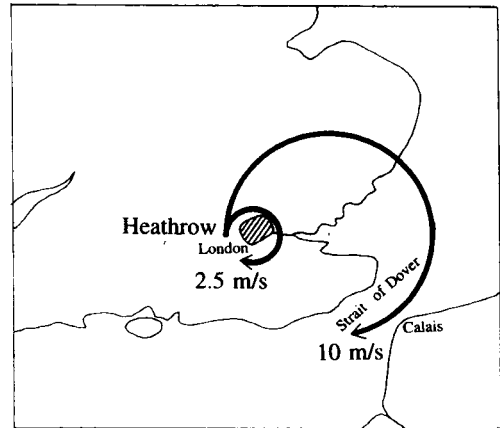 Heathrow
London
2.5 m/s
Strait of Dover
Calais
10 m/s